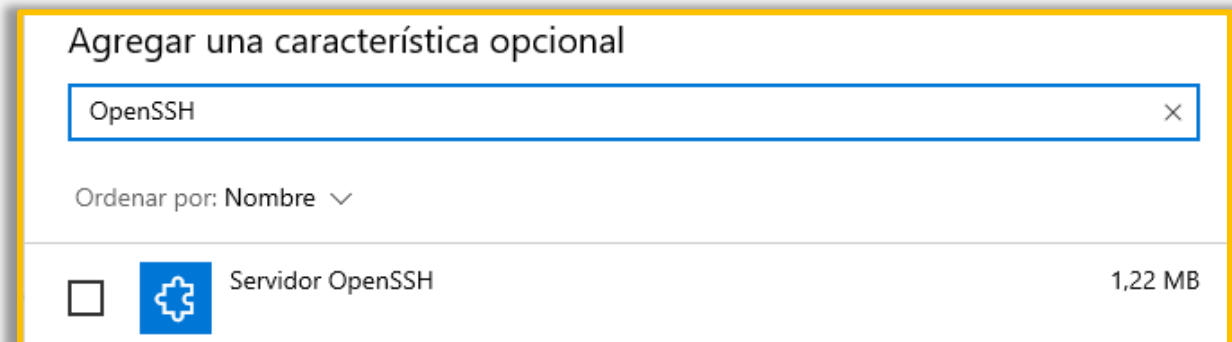 Agregar una característica opcional
OpenSSH
Ordenar por: Nombre
Servidor OpenSSH 1,22 MB